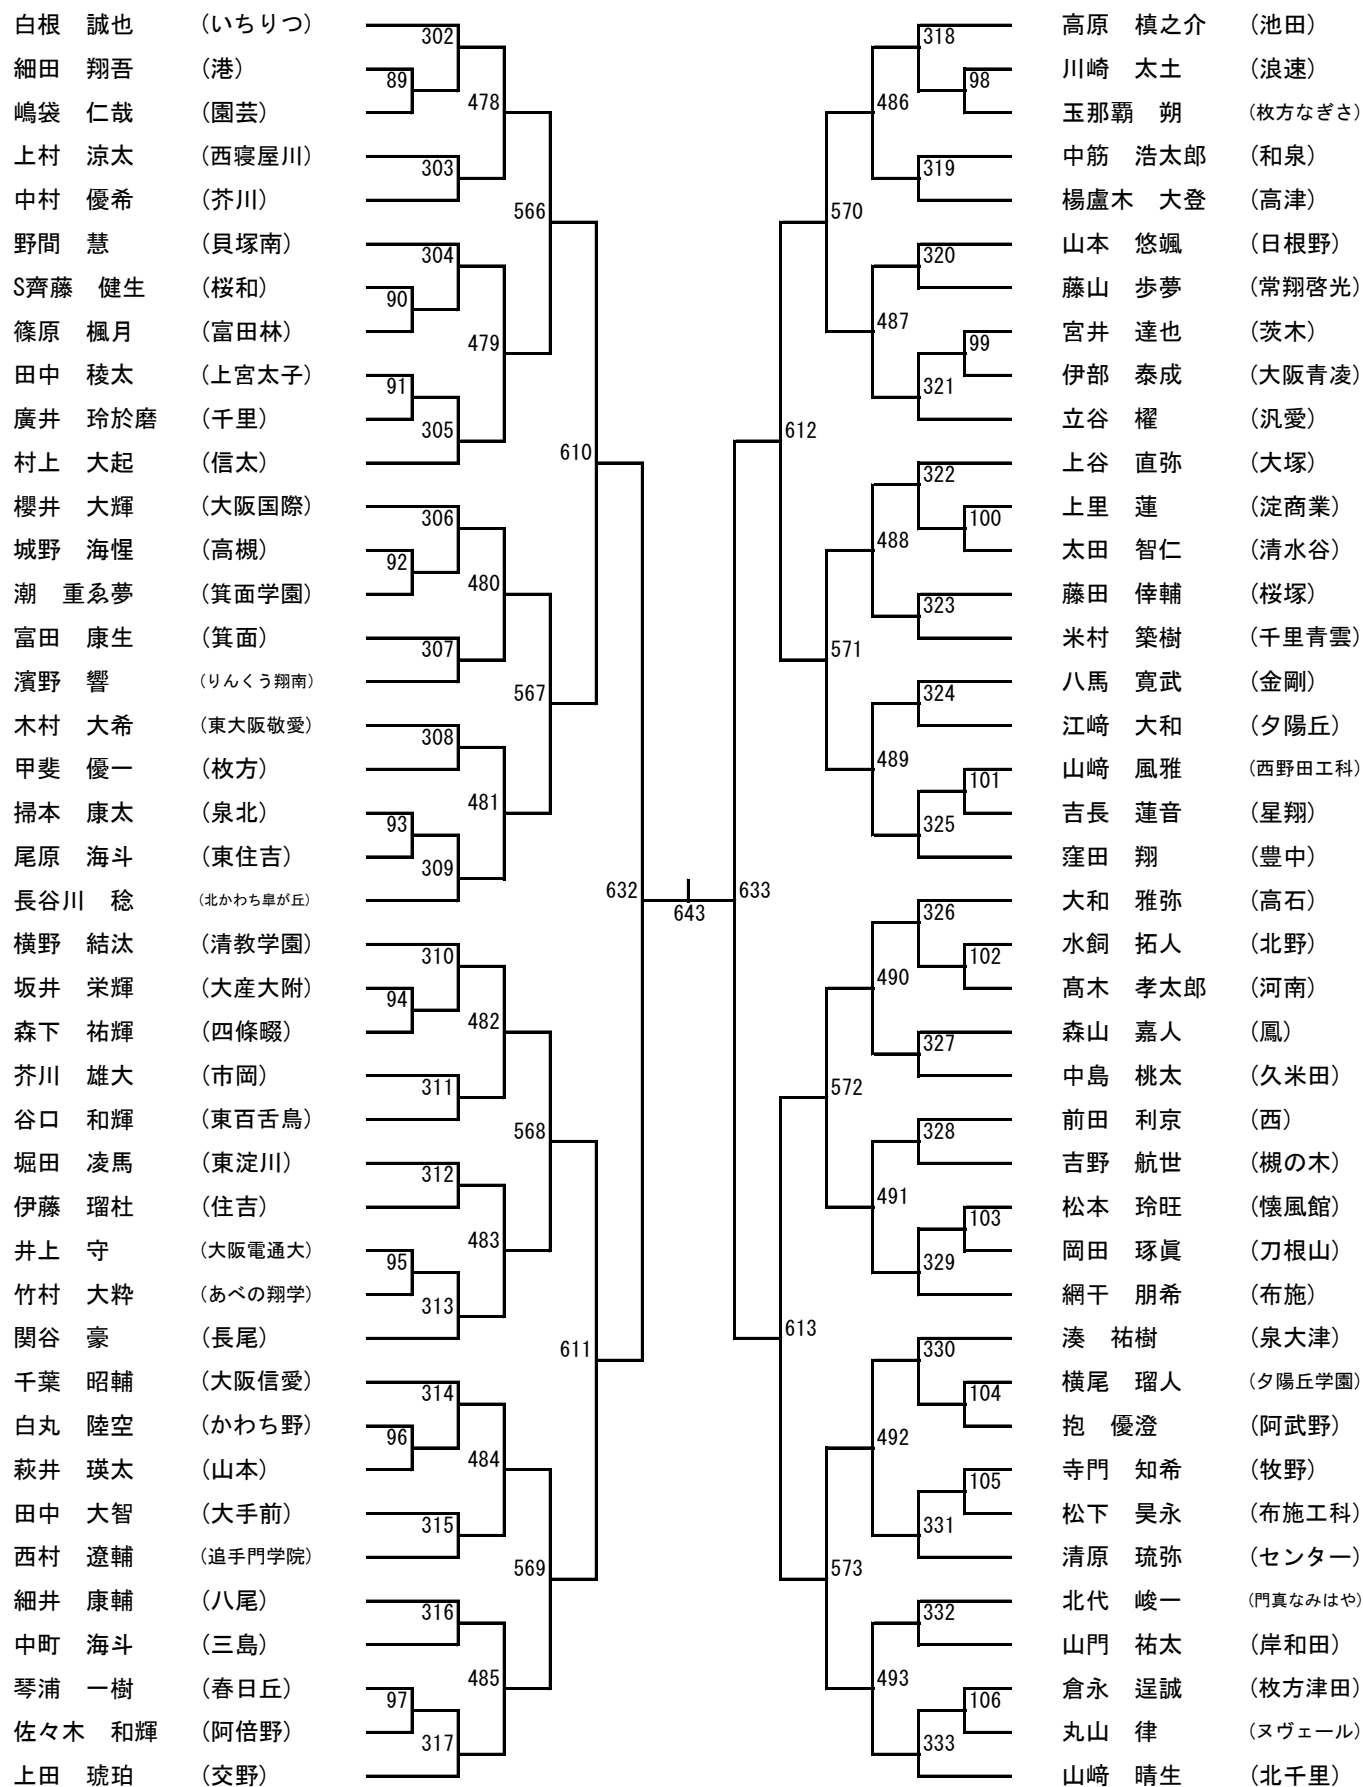 白根　誠也　（いちりつ）
302
細田　翔吾　（港）
89
嶋袋　仁哉　（園芸）
478
上村　涼太　（西寝屋川）
303
中村　優希　（芥川）
566
野間　慧　（貝塚南）
304
S齊藤　健生　（桜和）
90
篠原　楓月　（富田林）
479
田中　稜太　（上宮太子）
91
廣井　玲於磨　（千里）
305
610
村上　大起　（信太）
櫻井　大輝　（大阪国際）
306
城野　海惺　（高槻）
92
480
潮　重ゑ夢　（箕面学園）
富田　康生　（箕面）
307
濱野　響　（りんくう翔南）
567
木村　大希　（東大阪敬愛）
308
甲斐　優一　（枚方）
481
掃本　康太　（泉北）
93
尾原　海斗　（東住吉）
309
長谷川　稔　（北かわち皐が丘）
632
643
横野　結汰　（清教学園）
310
坂井　栄輝　（大産大附）
94
482
森下　祐輝　（四條畷）
芥川　雄大　（市岡）
311
谷口　和輝　（東百舌鳥）
568
堀田　凌馬　（東淀川）
312
伊藤　瑠杜　（住吉）
483
井上　守　（大阪電通大）
95
竹村　大粋　（あべの翔学）
313
関谷　豪　（長尾）
611
千葉　昭輔　（大阪信愛）
314
白丸　陸空　（かわち野）
96
484
萩井　瑛太　（山本）
田中　大智　（大手前）
315
西村　遼輔　（追手門学院）
569
細井　康輔　（八尾）
316
中町　海斗　（三島）
485
琴浦　一樹　（春日丘）
97
佐々木　和輝　（阿倍野）
317
上田　琥珀　（交野）
高原　槙之介　（池田）
318
川崎　太士　（浪速）
98
486
玉那覇　朔　（枚方なぎさ）
中筋　浩太郎　（和泉）
319
楊盧木　大登　（高津）
570
山本　悠颯　（日根野）
320
藤山　歩夢　（常翔啓光）
487
宮井　達也　（茨木）
99
伊部　泰成　（大阪青凌）
321
立谷　櫂　（汎愛）
612
上谷　直弥　（大塚）
322
上里　蓮　（淀商業）
100
488
太田　智仁　（清水谷）
藤田　倖輔　（桜塚）
323
米村　築樹　（千里青雲）
571
八馬　寛武　（金剛）
324
江﨑　大和　（夕陽丘）
489
山﨑　風雅　（西野田工科）
101
吉長　蓮音　（星翔）
325
窪田　翔　（豊中）
633
大和　雅弥　（高石）
326
水飼　拓人　（北野）
102
490
髙木　孝太郎　（河南）
森山　嘉人　（鳳）
327
中島　桃太　（久米田）
572
前田　利京　（西）
328
吉野　航世　（槻の木）
491
松本　玲旺　（懐風館）
103
岡田　琢眞　（刀根山）
329
網干　朋希　（布施）
613
湊　祐樹　（泉大津）
330
横尾　瑠人　（夕陽丘学園）
104
492
抱　優澄　（阿武野）
寺門　知希　（牧野）
105
松下　昊永　（布施工科）
331
清原　琉弥　（センター）
573
北代　峻一　（門真なみはや）
332
山門　祐太　（岸和田）
493
倉永　逞誠　（枚方津田）
106
丸山　律　（ヌヴェール）
333
山﨑　晴生　（北千里）